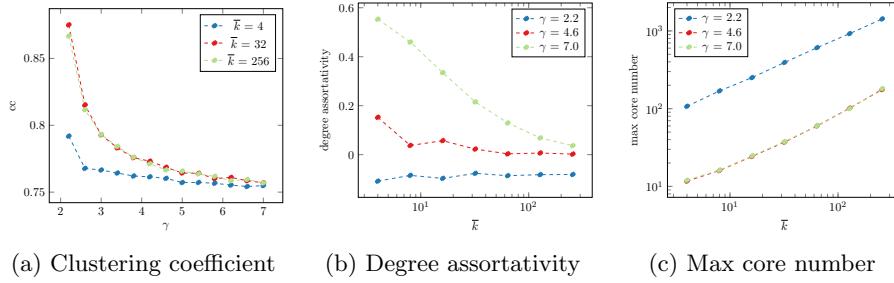 0.85
0.8
0.75
2
3
4
5
6
7
cc
γ
k̄ = 4
k̄ = 32
k̄ = 256
0.6
0.4
0.2
0
10¹
10²
degree assortativity
k̄
γ = 2.2
γ = 4.6
γ = 7.0
10³
10²
10¹
10¹
10²
max core number
k̄
γ = 2.2
γ = 4.6
γ = 7.0
(a) Clustering coefficient
(b) Degree assortativity
(c) Max core number